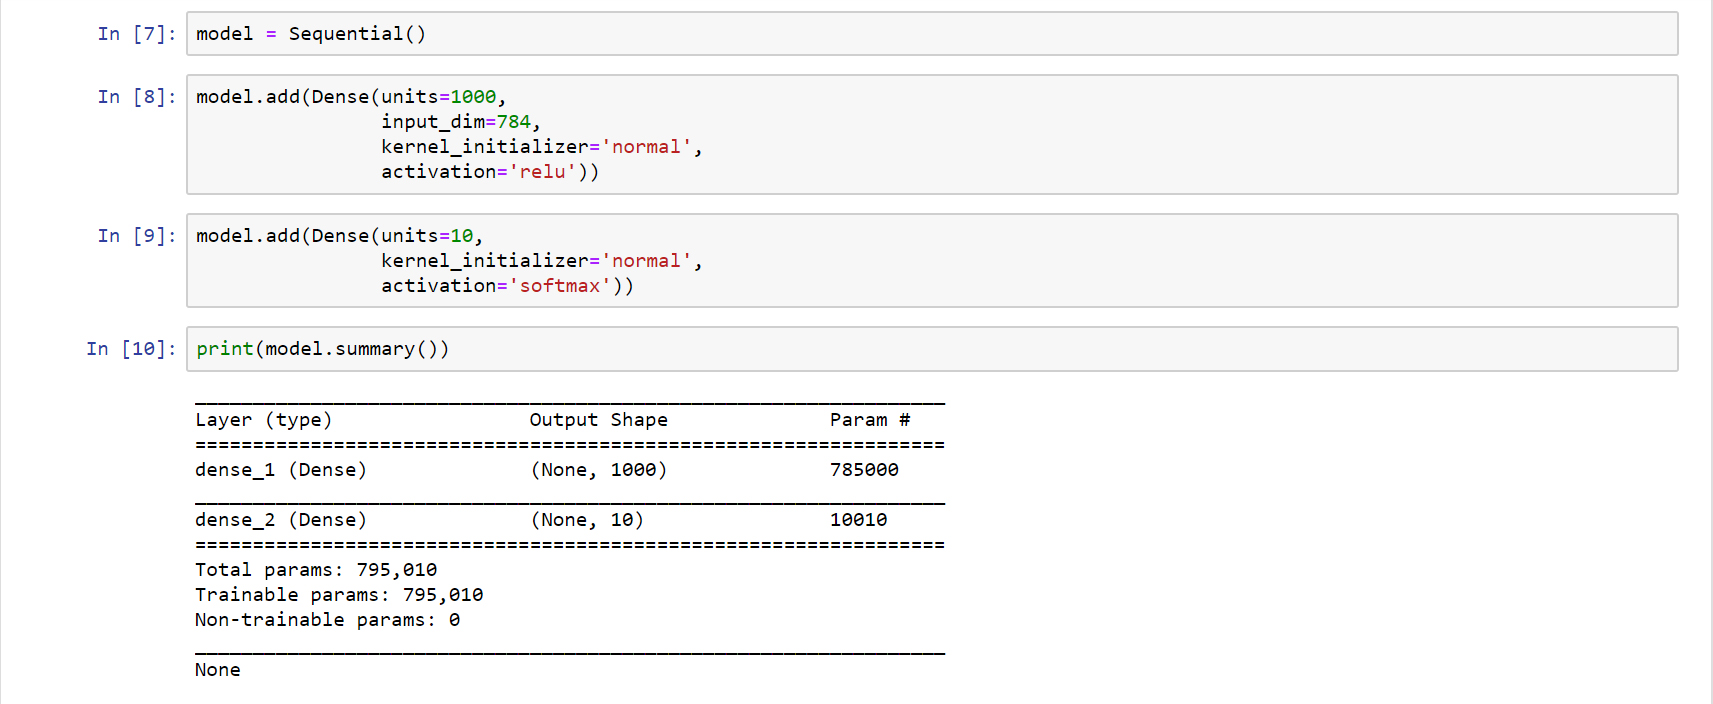 In [7]: model = Sequential()
In [8]: model.add(Dense(units=1000,
                input_dim=784,
                kernel_initializer='normal',
                activation='relu'))
In [9]: model.add(Dense(units=10,
                kernel_initializer='normal',
                activation='softmax'))
In [10]: print(model.summary())
_________________________________________________________________
Layer (type)                 Output Shape              Param #
=================================================================
dense_1 (Dense)              (None, 1000)              785000
_________________________________________________________________
dense_2 (Dense)              (None, 10)                10010
=================================================================
Total params: 795,010
Trainable params: 795,010
Non-trainable params: 0
_________________________________________________________________
None